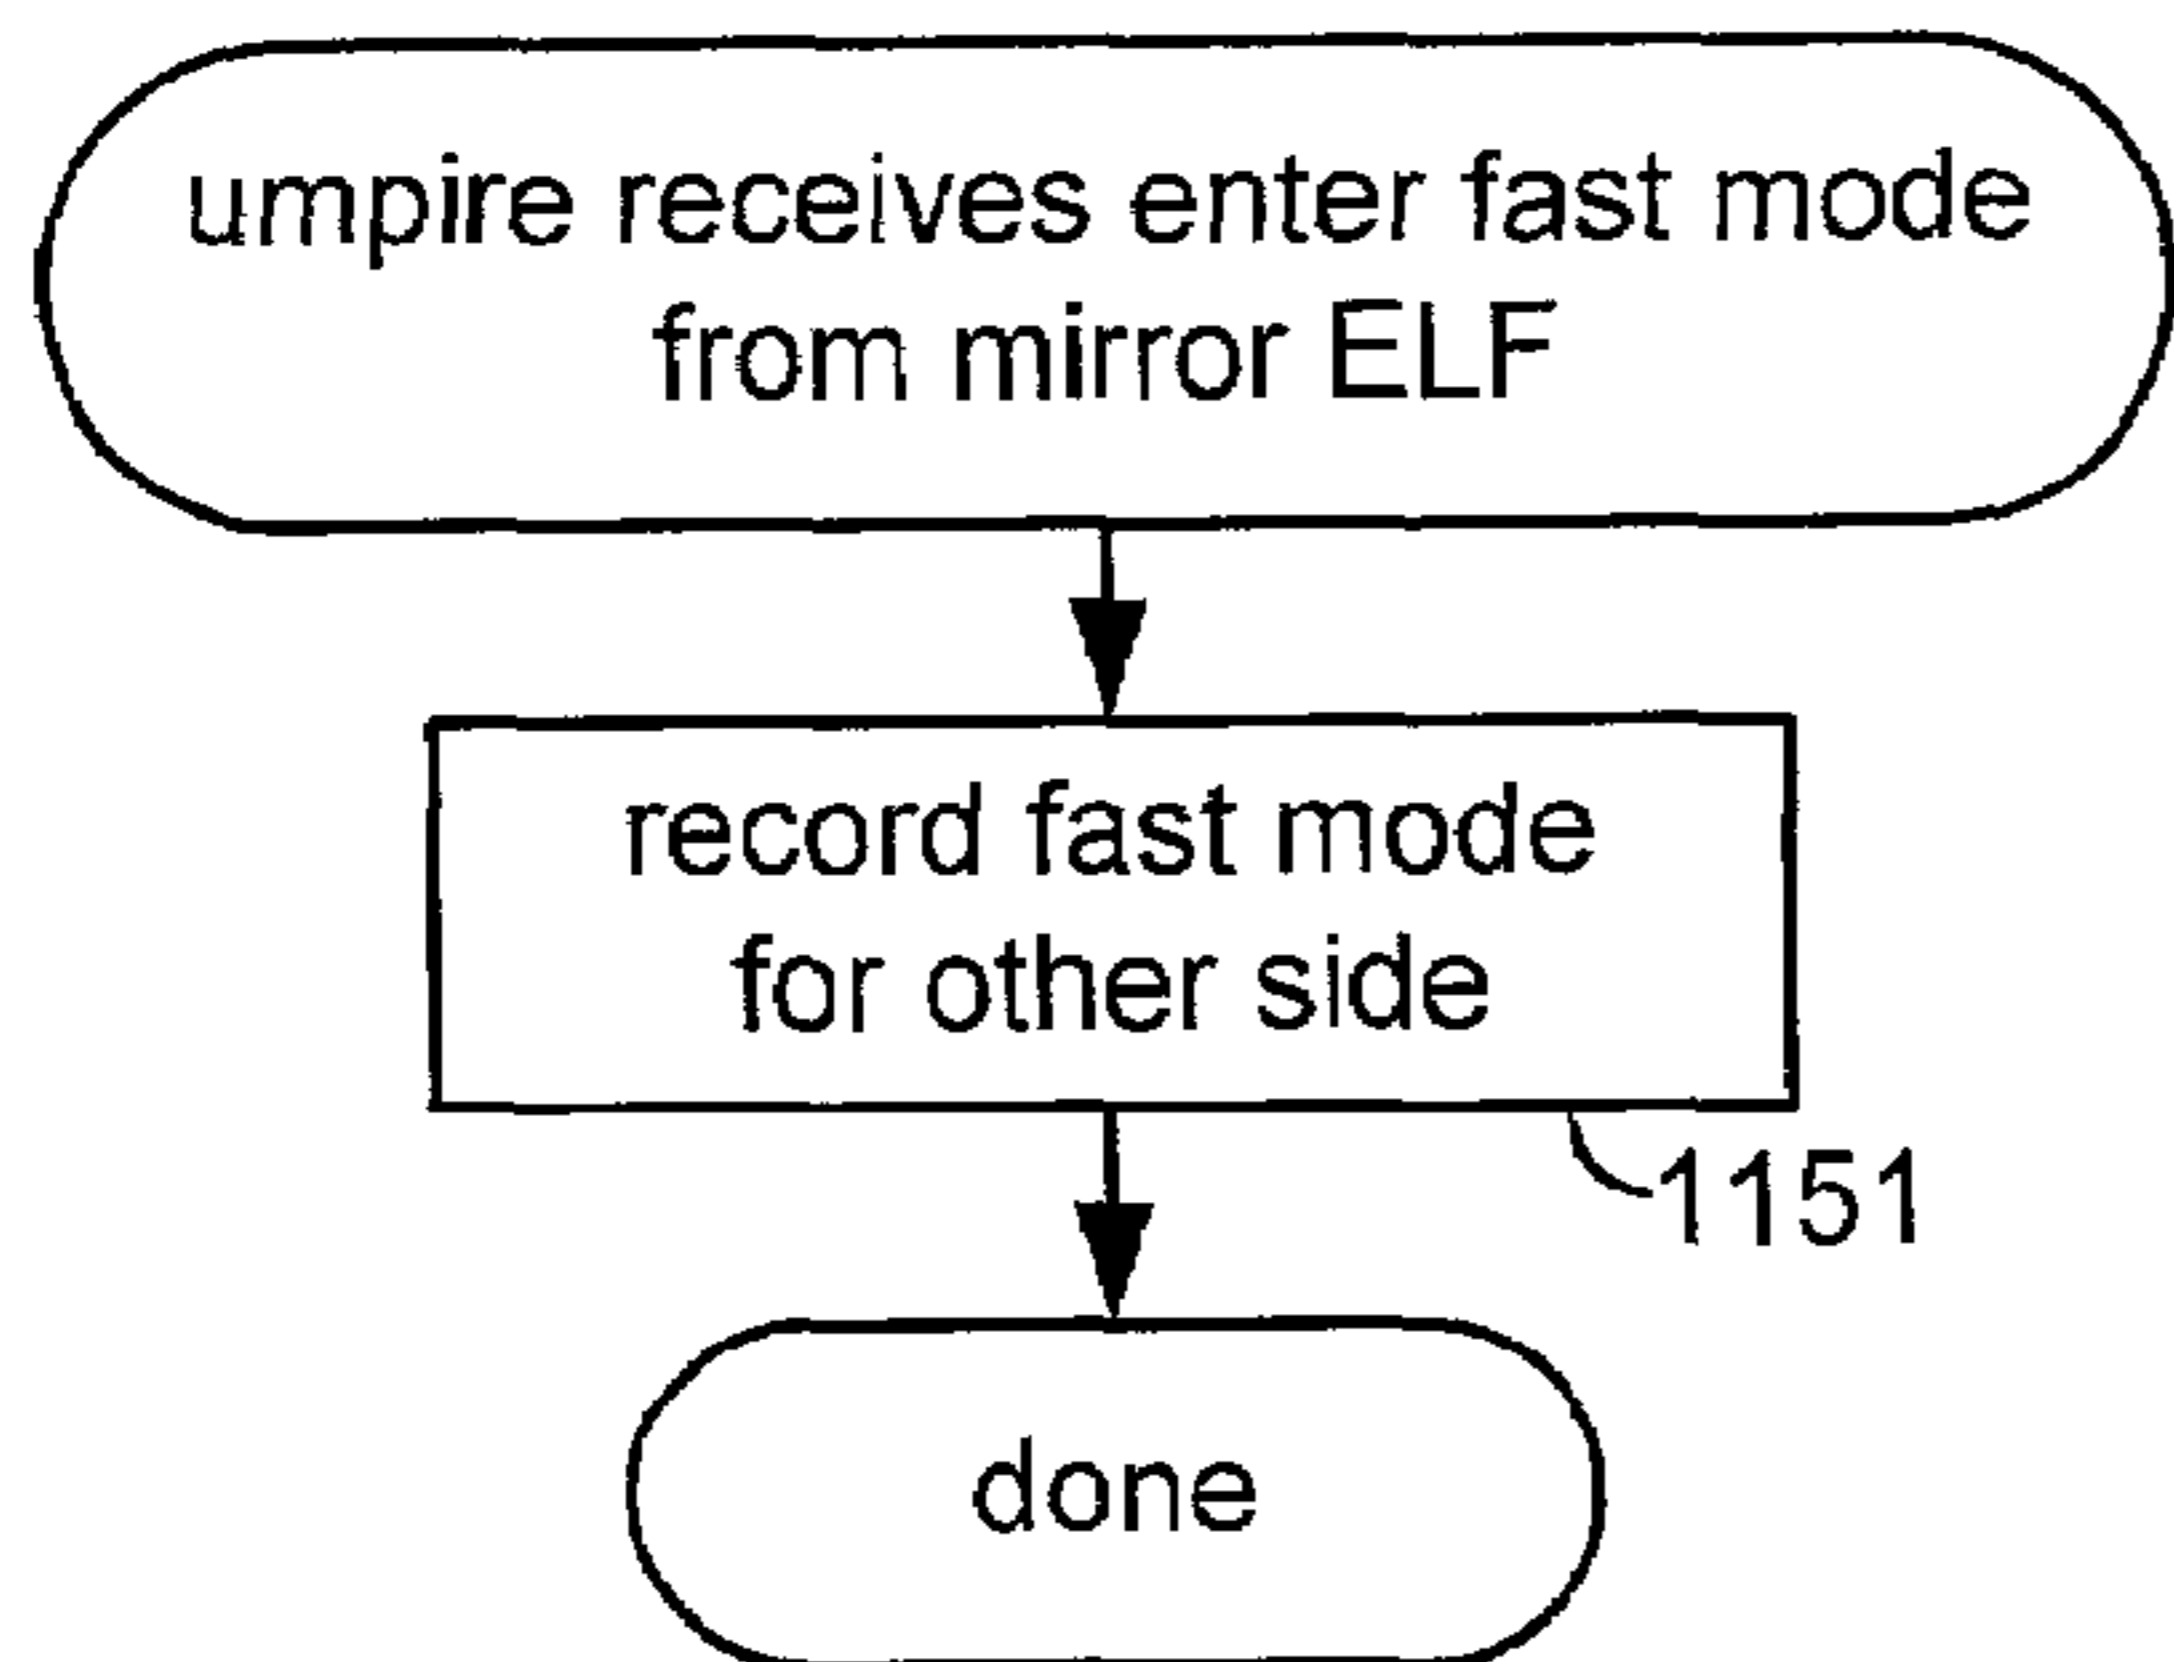 umpire receives enter fast mode
from mirror ELF
record fast mode
for other side
1151
done